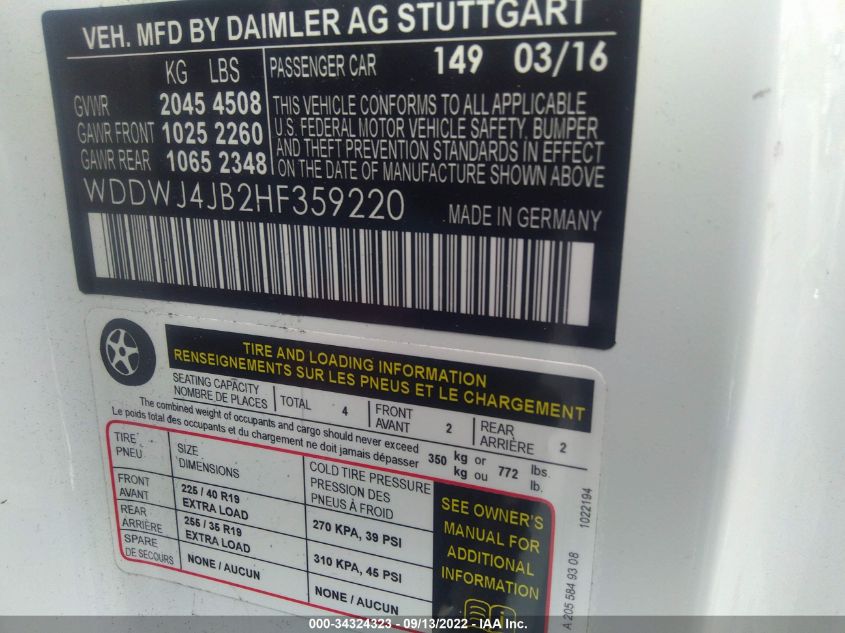 VEH. MFD BY DAIMLER AG STUTTGART
KG LBS PASSENGER CAR 149 03/16
GVWR 2045 4508
GAWR FRONT 1025 2260
GAWR REAR 1065 2348
THIS VEHICLE CONFORMS TO ALL APPLICABLE
U.S. FEDERAL MOTOR VEHICLE SAFETY, BUMPER
AND THEFT PREVENTION STANDARDS IN EFFECT
ON THE DATE OF MANUFACTURE SHOWN ABOVE.
WDDWJ4JB2HF359220 MADE IN GERMANY
TIRE AND LOADING INFORMATION
RENSEIGNEMENTS SUR LES PNEUS ET LE CHARGEMENT
SEATING CAPACITY
NOMBRE DE PLACES
TOTAL 4
FRONT
AVANT
2
REAR
ARRIÈRE
2
The combined weight of occupants and cargo should never exceed 350 kg or 772 lbs.
Le poids total des occupants et du chargement ne doit jamais dépasser kg ou lb.
TIRE
PNEU
SIZE
DIMENSIONS
COLD TIRE PRESSURE
PRESSION DES
PNEUS À FROID
FRONT
AVANT
225 / 40 R19
EXTRA LOAD
270 KPA, 39 PSI
REAR
ARRIÈRE
255 / 35 R19
EXTRA LOAD
310 KPA, 45 PSI
SPARE
DE SECOURS
NONE / AUCUN
NONE / AUCUN
SEE OWNER'S
MANUAL FOR
ADDITIONAL
INFORMATION
1022194
A 205 584 93 08
000-34324323 - 09/13/2022 - IAA Inc.